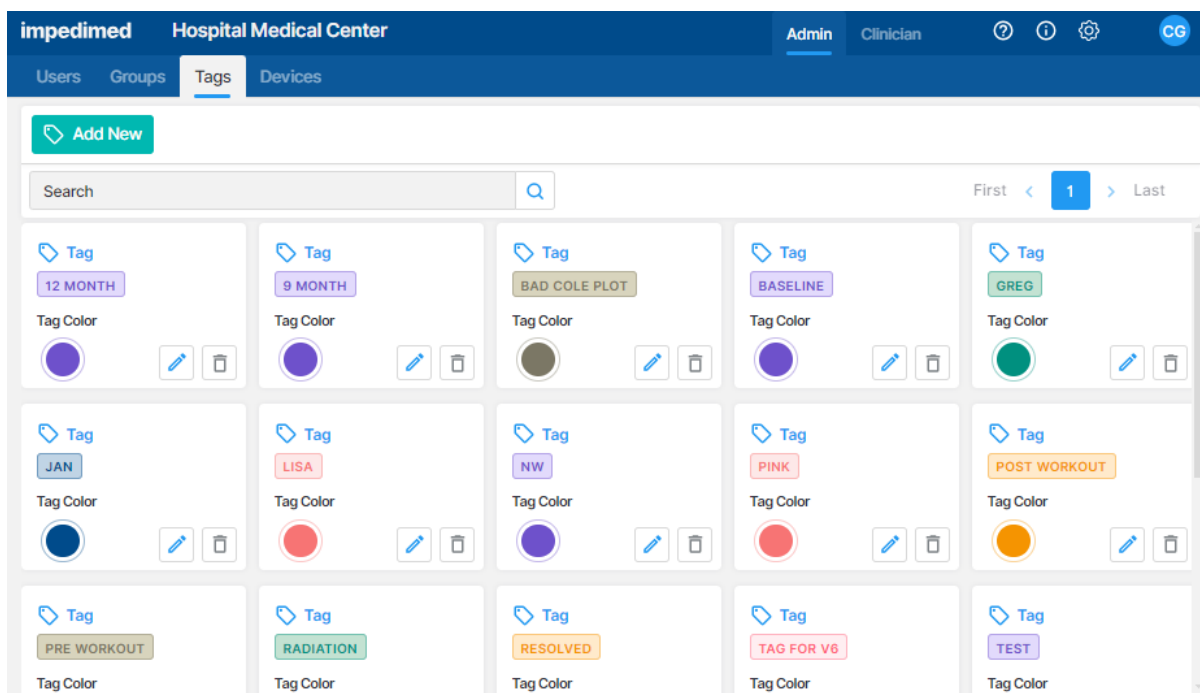 impedimed Hospital Medical Center Admin Clinician CG
Users Groups Tags Devices
Add New
Search First < 1 > Last
Tag Tag Tag Tag Tag
12 MONTH 9 MONTH BAD COLE PLOT BASELINE GREG
Tag Color Tag Color Tag Color Tag Color Tag Color
Tag Tag Tag Tag Tag
JAN LISA NW PINK POST WORKOUT
Tag Color Tag Color Tag Color Tag Color Tag Color
Tag Tag Tag Tag Tag
PRE WORKOUT RADIATION RESOLVED TAG FOR V6 TEST
Tag Color Tag Color Tag Color Tag Color Tag Color